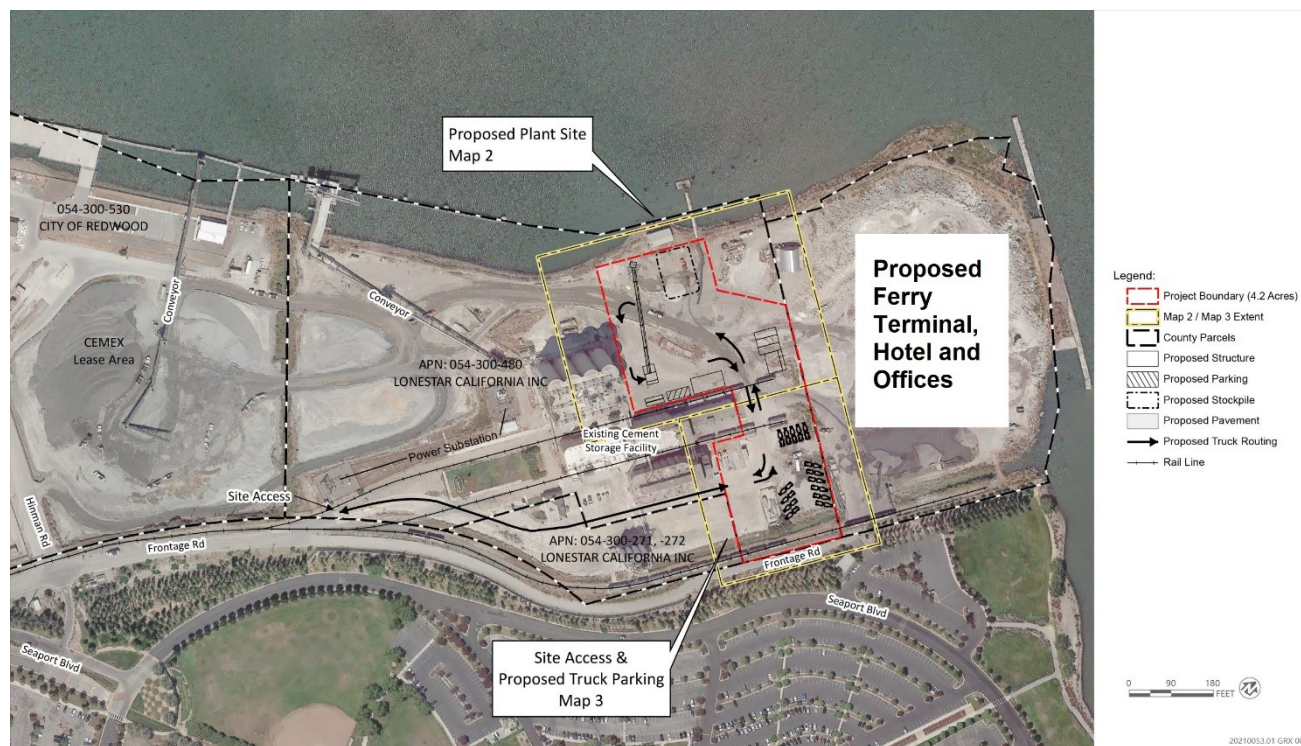 Proposed Plant Site
Map 2
054-300-530
CITY OF REDWOOD
Conveyor
Conveyor
CEMEX
Lease Area
APN: 054-300-480
LONESTAR CALIFORNIA INC
Proposed
Ferry
Terminal,
Hotel and
Offices
Existing Cement
Storage Facility
Power Substation
Site Access
Hinman Rd
Frontage Rd
APN: 054-300-271, -272
LONESTAR CALIFORNIA INC
Frontage Rd
Seaport Blvd
Seaport Blvd
Site Access &
Proposed Truck Parking
Map 3
Legend:
Project Boundary (4.2 Acres)
Map 2 / Map 3 Extent
County Parcels
Proposed Structure
Proposed Parking
Proposed Stockpile
Proposed Pavement
Proposed Truck Routing
Rail Line
0 90 180
FEET
20210053.01 GRX 00